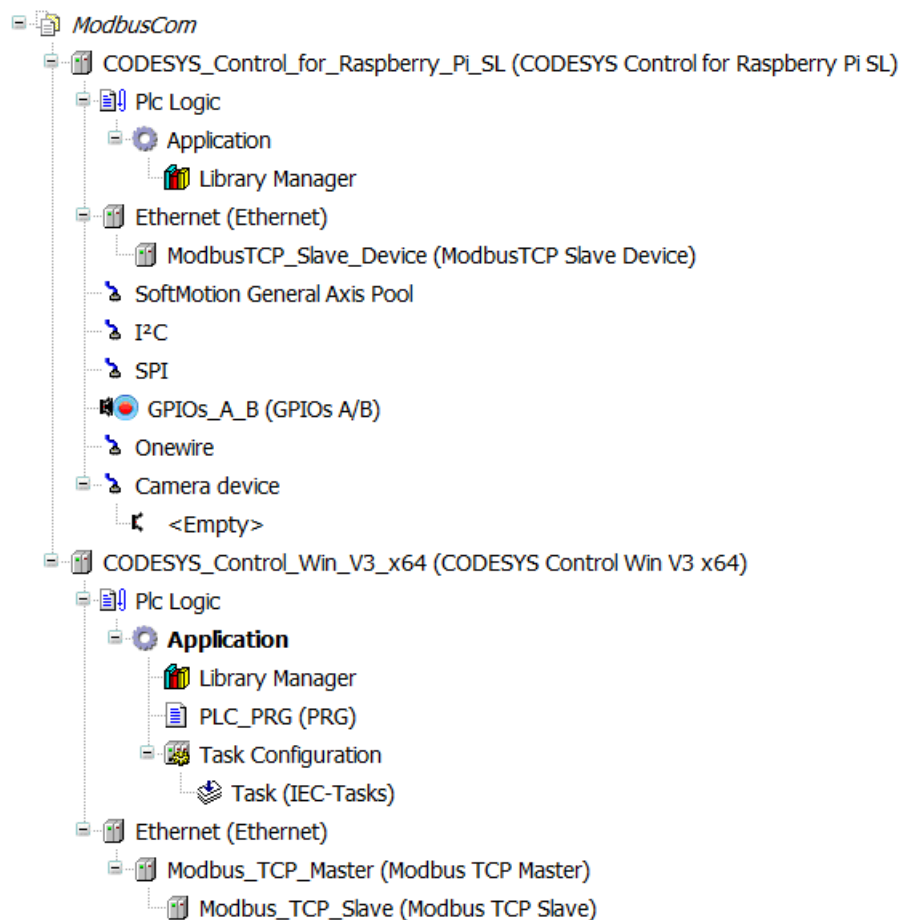 ModbusCom
CODESYS_Control_for_Raspberry_Pi_SL (CODESYS Control for Raspberry Pi SL)
Plc Logic
Application
Library Manager
Ethernet (Ethernet)
ModbusTCP_Slave_Device (ModbusTCP Slave Device)
SoftMotion General Axis Pool
I²C
SPI
GPIOs_A_B (GPIOs A/B)
Onewire
Camera device
<Empty>
CODESYS_Control_Win_V3_x64 (CODESYS Control Win V3 x64)
Plc Logic
Application
Library Manager
PLC_PRG (PRG)
Task Configuration
Task (IEC-Tasks)
Ethernet (Ethernet)
Modbus_TCP_Master (Modbus TCP Master)
Modbus_TCP_Slave (Modbus TCP Slave)